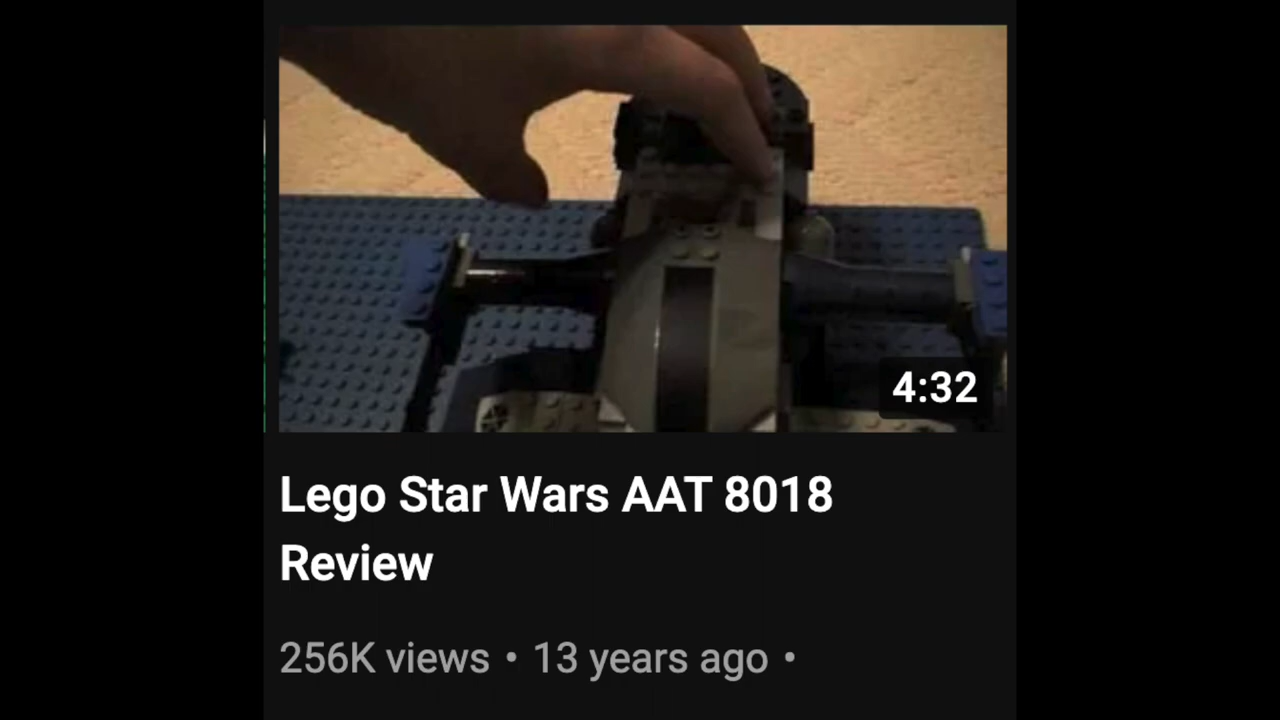 4:32
Lego Star Wars AAT 8018
Review
256K views • 13 years ago •